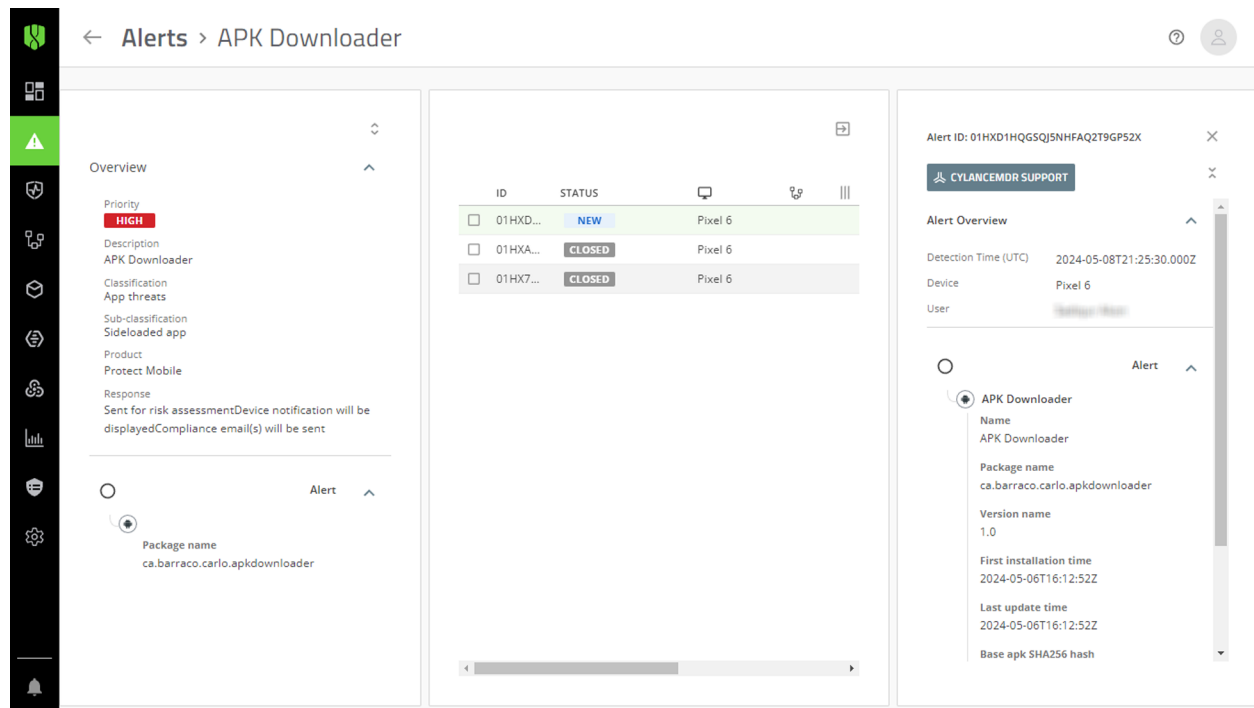 Alerts > APK Downloader
Overview
Priority
HIGH
Description
APK Downloader
Classification
App threats
Sub-classification
Sideloaded app
Product
Protect Mobile
Response
Sent for risk assessmentDevice notification will be
displayedCompliance email(s) will be sent
Alert
Package name
ca.barraco.carlo.apkdownloader
ID STATUS
01HXD... NEW Pixel 6
01HXA... CLOSED Pixel 6
01HX7... CLOSED Pixel 6
Alert ID: 01HXD1HQGSQJ5NHFAQ2T9GP52X
CYLANCEMDR SUPPORT
Alert Overview
Detection Time (UTC) 2024-05-08T21:25:30.000Z
Device Pixel 6
User
Alert
APK Downloader
Name
APK Downloader
Package name
ca.barraco.carlo.apkdownloader
Version name
1.0
First installation time
2024-05-06T16:12:52Z
Last update time
2024-05-06T16:12:52Z
Base apk SHA256 hash